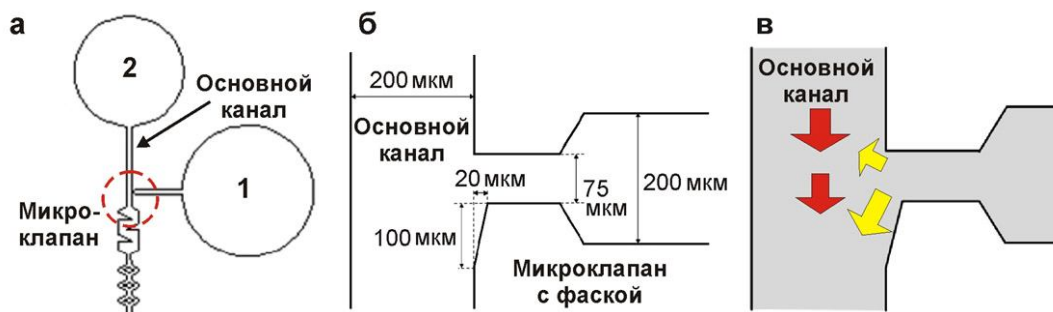 а
2
Основной
канал
1
Микро-
клапан
б
200 мкм
Основной
канал
20 мкм
75
мкм
200 мкм
100 мкм
Микроклапан
с фаской
в
Основной
канал